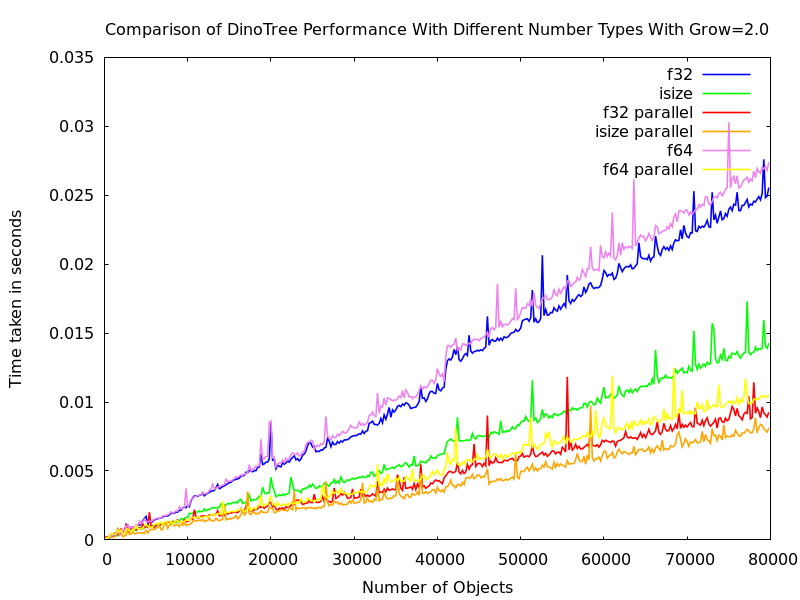 Comparison of DinoTree Performance With Different Number Types With Grow=2.0
0.035
0.03
0.025
0.02
0.015
0.01
0.005
0
Time taken in seconds
f32
isize
f32 parallel
isize parallel
f64
f64 parallel
0 10000 20000 30000 40000 50000 60000 70000 80000
Number of Objects